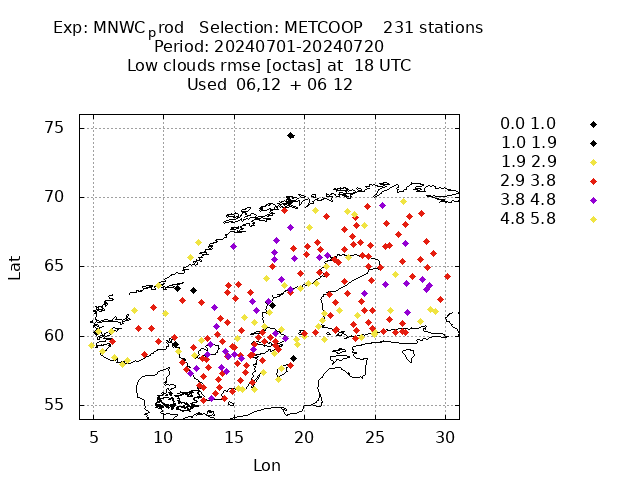 Exp: MNWC_prod Selection: METCOOP 231 stations
Period: 20240701-20240720
Low clouds rmse [octas] at 18 UTC
Used 06,12 + 06 12
0.0 1.0
1.0 1.9
1.9 2.9
2.9 3.8
3.8 4.8
4.8 5.8
75
70
65
60
55
Lat
5 10 15 20 25 30
Lon